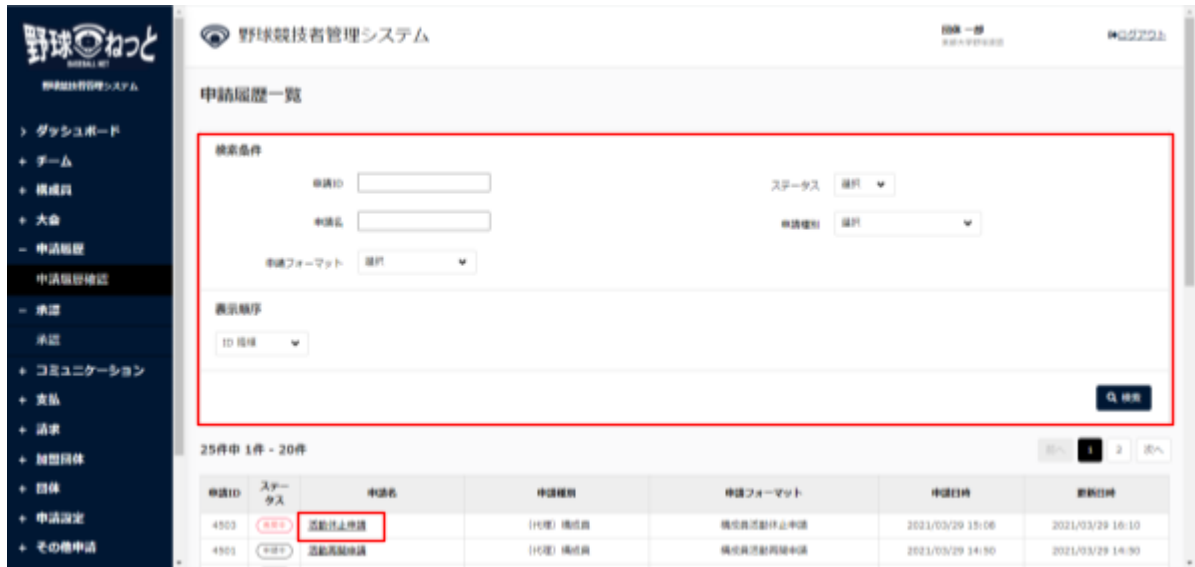 野球ねっと
BASEBALL NET
野球競技者管理システム
野球競技者管理システム
団体 一郎
ログアウト
申請履歴一覧
> ダッシュボード
+ チーム
+ 構成員
+ 大会
− 申請履歴
申請履歴確認
− 承認
承認
+ コミュニケーション
+ 支払
+ 請求
+ 加盟団体
+ 団体
+ 申請設定
+ その他申請
検索条件
申請ID
ステータス 選択
申請名
申請種別 選択
申請フォーマット 選択
表示順序
ID 降順
検索
25件中 1件 - 20件
前へ 1 2 次へ
申請ID ステータス 申請名 申請種別 申請フォーマット 申請日時 更新日時
4503 活動休止申請 (代理) 構成員 構成員活動休止申請 2021/03/29 15:06 2021/03/29 16:10
4501 申請中 活動再開申請 (代理) 構成員 構成員活動再開申請 2021/03/29 14:50 2021/03/29 14:50